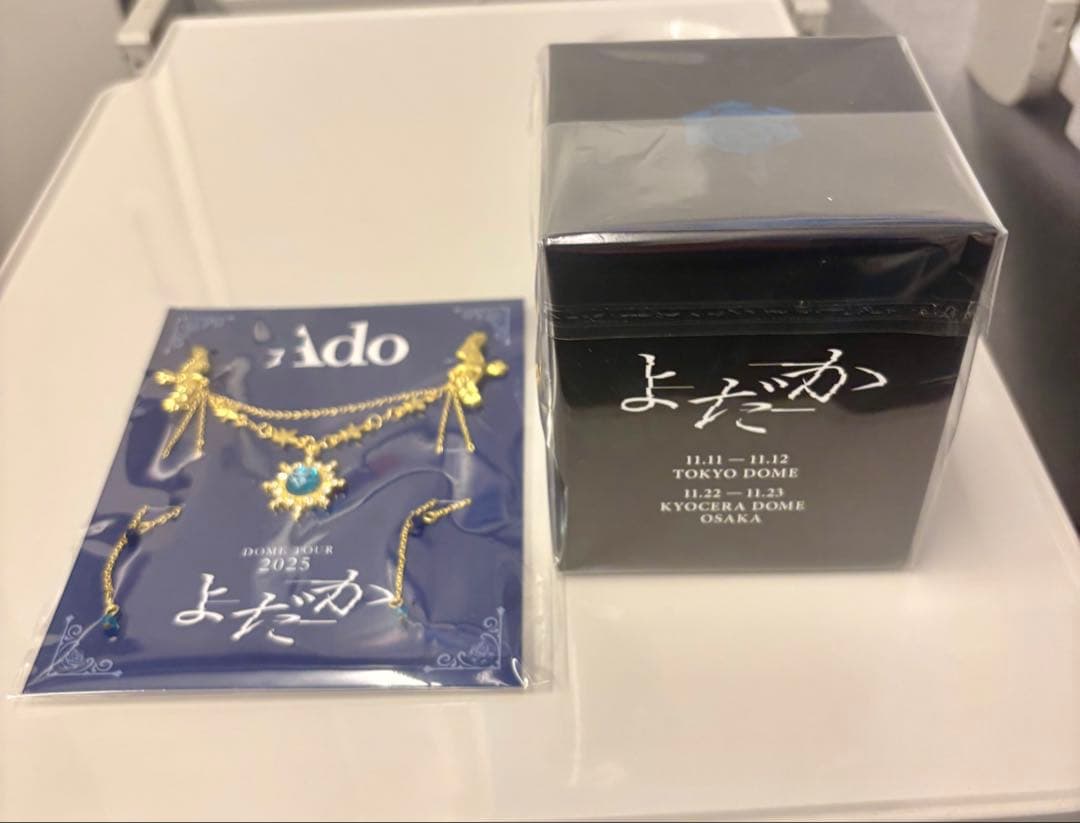 Ado
DOME TOUR
2025
よだか
よだか
11.11 — 11.12
TOKYO DOME
11.22 — 11.23
KYOCERA DOME
OSAKA